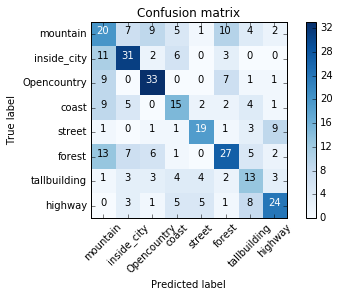 Confusion matrix
True label
mountain 20 7 9 5 1 10 4 2
inside_city 11 31 2 6 0 3 0 0
Opencountry 9 0 33 0 0 7 1 1
coast 9 5 0 15 2 2 4 1
street 1 0 1 1 19 1 3 9
forest 13 7 6 1 0 27 5 2
tallbuilding 1 3 3 4 4 2 13 3
highway 0 3 1 5 5 1 8 24
mountain inside_city Opencountry coast street forest tallbuilding highway
Predicted label
32
28
24
20
16
12
8
4
0